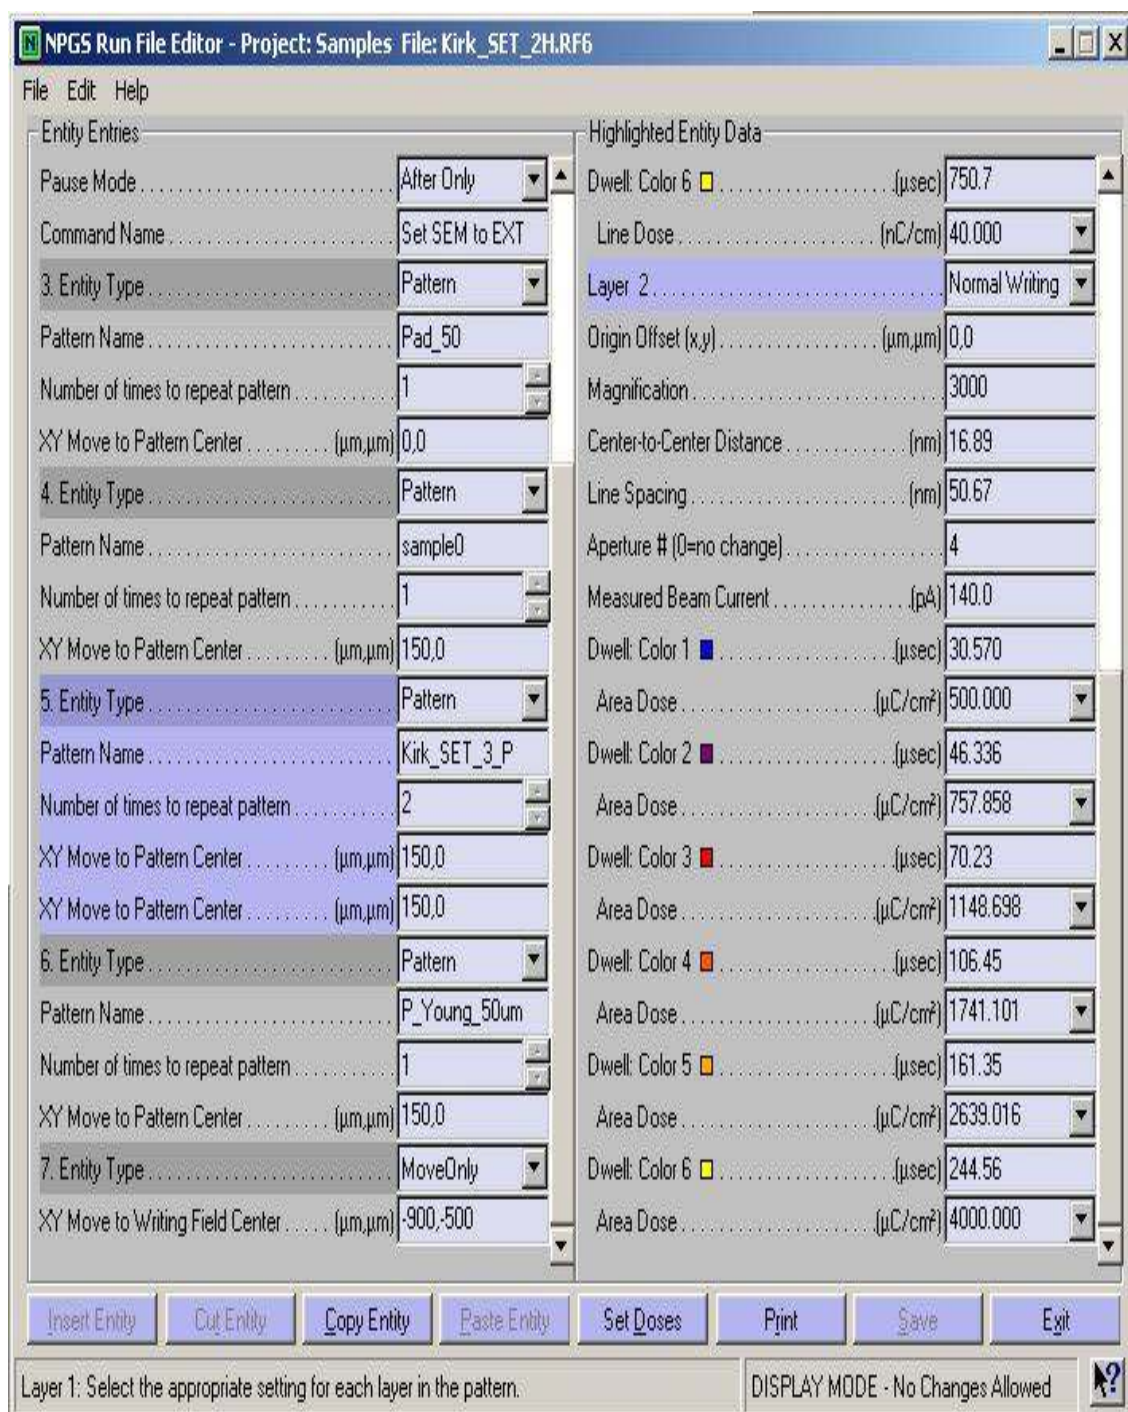 NPGS Run File Editor - Project: Samples File: Kirk_SET_2H.RF6
File Edit Help
Entity Entries
Pause Mode After Only
Command Name Set SEM to EXT
3. Entity Type Pattern
Pattern Name Pad_50
Number of times to repeat pattern 1
XY Move to Pattern Center (µm,µm) 0,0
4. Entity Type Pattern
Pattern Name sample0
Number of times to repeat pattern 1
XY Move to Pattern Center (µm,µm) 150,0
5. Entity Type Pattern
Pattern Name Kirk_SET_3_P
Number of times to repeat pattern 2
XY Move to Pattern Center (µm,µm) 150,0
XY Move to Pattern Center (µm,µm) 150,0
6. Entity Type Pattern
Pattern Name P_Young_50um
Number of times to repeat pattern 1
XY Move to Pattern Center (µm,µm) 150,0
7. Entity Type MoveOnly
XY Move to Writing Field Center (µm,µm) -900,-500
Highlighted Entity Data
Dwell: Color 6 (µsec) 750.7
Line Dose (nC/cm) 40.000
Layer 2 Normal Writing
Origin Offset (x,y) (µm,µm) 0,0
Magnification 3000
Center-to-Center Distance (nm) 16.89
Line Spacing (nm) 50.67
Aperture # (0=no change) 4
Measured Beam Current (pA) 140.0
Dwell: Color 1 (µsec) 30.570
Area Dose (µC/cm²) 500.000
Dwell: Color 2 (µsec) 46.336
Area Dose (µC/cm²) 757.858
Dwell: Color 3 (µsec) 70.23
Area Dose (µC/cm²) 1148.698
Dwell: Color 4 (µsec) 106.45
Area Dose (µC/cm²) 1741.101
Dwell: Color 5 (µsec) 161.35
Area Dose (µC/cm²) 2639.016
Dwell: Color 6 (µsec) 244.56
Area Dose (µC/cm²) 4000.000
Insert Entity Cut Entity Copy Entity Paste Entity Set Doses Print Save Exit
Layer 1: Select the appropriate setting for each layer in the pattern. DISPLAY MODE - No Changes Allowed